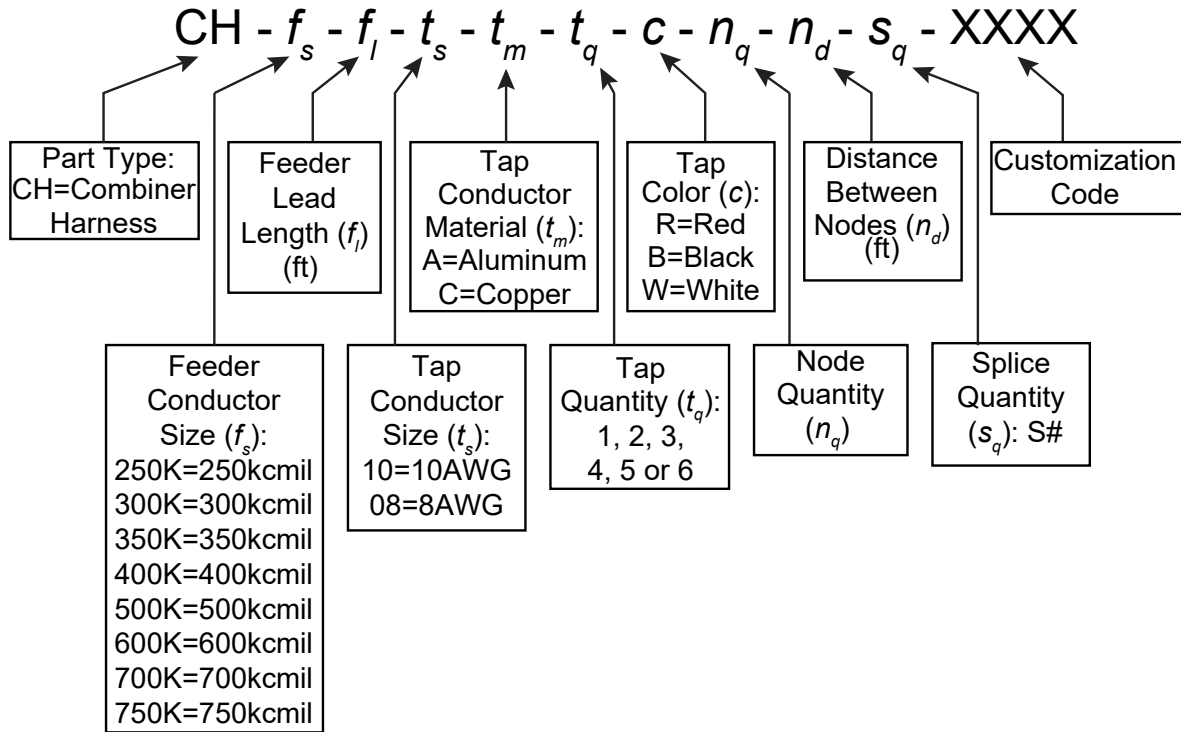 CH - fs - fl - ts - tm - tq - c - nq - nd - sq - XXXX
Part Type:
CH=Combiner
Harness
Feeder
Lead
Length (fl)
(ft)
Tap
Conductor
Material (tm):
A=Aluminum
C=Copper
Tap
Color (c):
R=Red
B=Black
W=White
Distance
Between
Nodes (nd)
(ft)
Customization
Code
Feeder
Conductor
Size (fs):
250K=250kcmil
300K=300kcmil
350K=350kcmil
400K=400kcmil
500K=500kcmil
600K=600kcmil
700K=700kcmil
750K=750kcmil
Tap
Conductor
Size (ts):
10=10AWG
08=8AWG
Tap
Quantity (tq):
1, 2, 3,
4, 5 or 6
Node
Quantity
(nq)
Splice
Quantity
(sq): S#